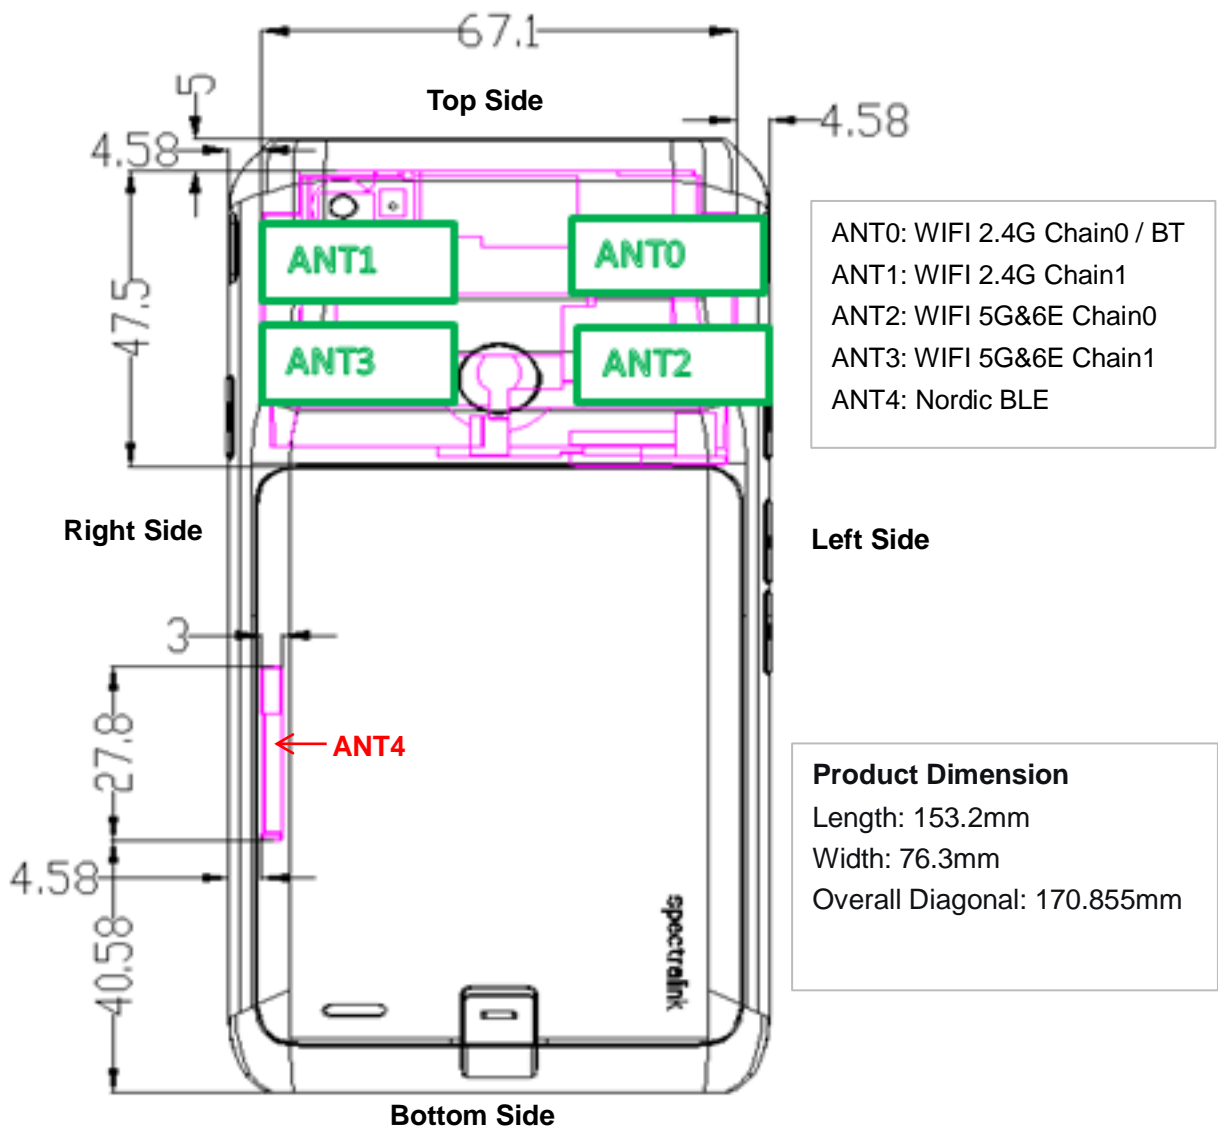 67.1
5
Top Side
4.58
4.58
ANT1
ANT0
47.5
ANT3
ANT2
ANT0: WIFI 2.4G Chain0 / BT
ANT1: WIFI 2.4G Chain1
ANT2: WIFI 5G&6E Chain0
ANT3: WIFI 5G&6E Chain1
ANT4: Nordic BLE
Right Side
Left Side
3
27.8
ANT4
4.58
40.58
Product Dimension
Length: 153.2mm
Width: 76.3mm
Overall Diagonal: 170.855mm
spectralink
Bottom Side